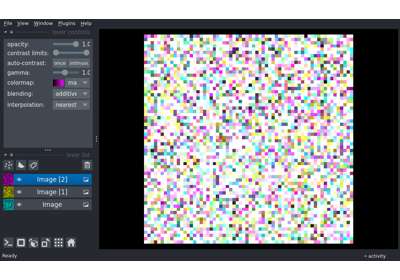 File View Window Plugins Help
layer controls
opacity: 1.0
contrast limits:
auto-contrast: once
gamma: 1.0
colormap: ma
blending: additive
interpolation: nearest
layer list
Image [2]
Image [1]
Image
Ready
activity